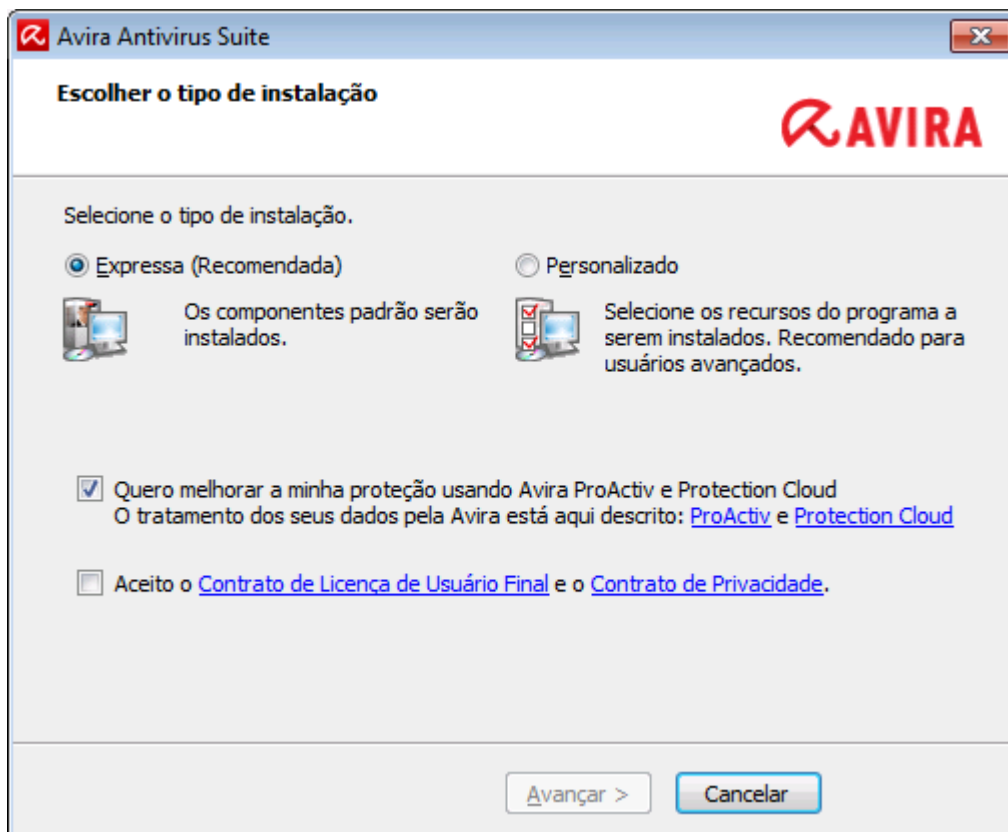 Avira Antivirus Suite
Escolher o tipo de instalação
AVIRA
Selecione o tipo de instalação.
Expressa (Recomendada)
Personalizado
Os componentes padrão serão
instalados.
Selecione os recursos do programa a
serem instalados. Recomendado para
usuários avançados.
Quero melhorar a minha proteção usando Avira ProActiv e Protection Cloud
O tratamento dos seus dados pela Avira está aqui descrito: ProActiv e Protection Cloud
Aceito o Contrato de Licença de Usuário Final e o Contrato de Privacidade.
Avançar >
Cancelar